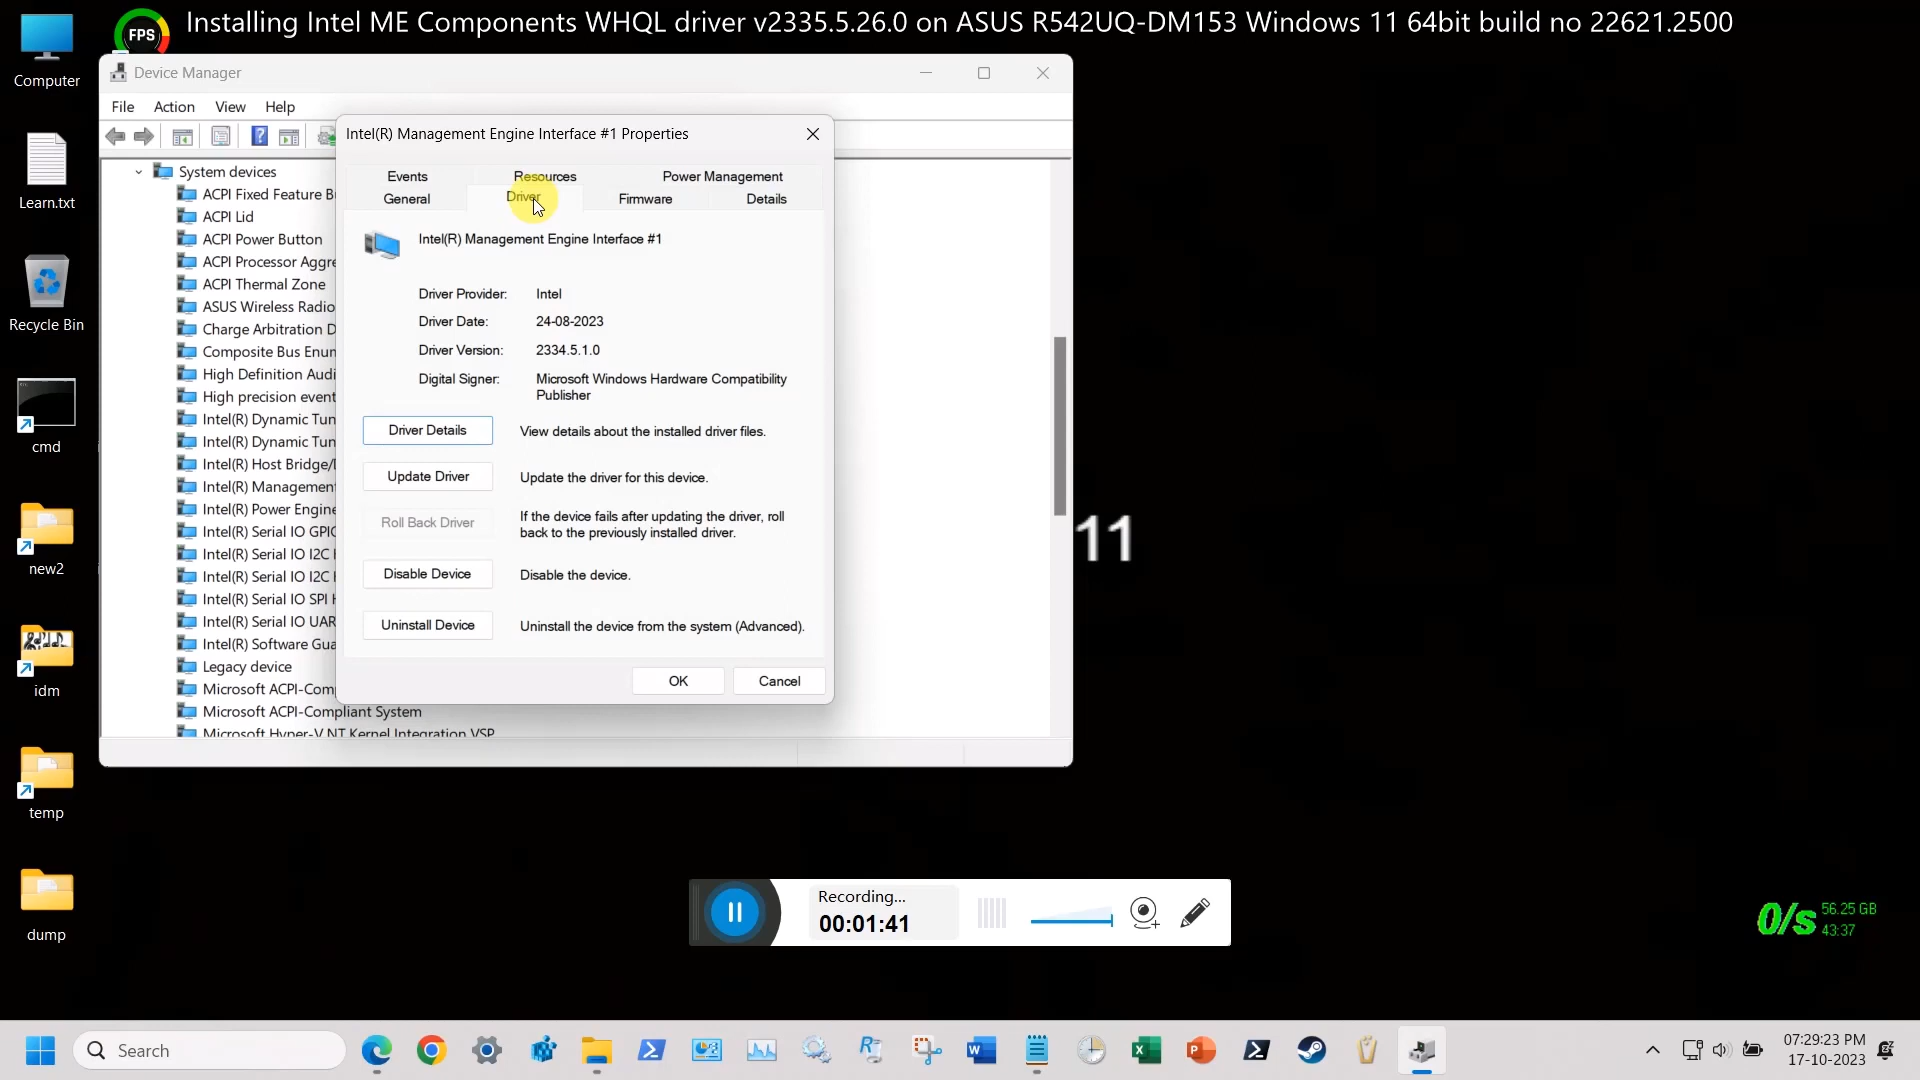 Installing Intel ME Components WHQL driver v2335.5.26.0 on ASUS R542UQ-DM153 Windows 11 64bit build no 22621.2500
FPS
Computer
Learn.txt
Recycle Bin
cmd
new2
idm
temp
dump
Device Manager
File Action View Help
System devices
ACPI Fixed Feature B
ACPI Lid
ACPI Power Button
ACPI Processor Aggre
ACPI Thermal Zone
ASUS Wireless Radio
Charge Arbitration D
Composite Bus Enum
High Definition Audi
High precision event
Intel(R) Dynamic Tun
Intel(R) Dynamic Tun
Intel(R) Host Bridge/
Intel(R) Management
Intel(R) Power Engine
Intel(R) Serial IO GPIO
Intel(R) Serial IO I2C
Intel(R) Serial IO I2C
Intel(R) Serial IO SPI
Intel(R) Serial IO UAR
Intel(R) Software Gua
Legacy device
Microsoft ACPI-Com
Microsoft ACPI-Compliant System
Microsoft Hyper-V NT Kernel Integration VSP
Intel(R) Management Engine Interface #1 Properties
Events Resources Power Management
General Driver Firmware Details
Intel(R) Management Engine Interface #1
Driver Provider: Intel
Driver Date: 24-08-2023
Driver Version: 2334.5.1.0
Digital Signer: Microsoft Windows Hardware Compatibility
Publisher
Driver Details View details about the installed driver files.
Update Driver Update the driver for this device.
Roll Back Driver If the device fails after updating the driver, roll
back to the previously installed driver.
Disable Device Disable the device.
Uninstall Device Uninstall the device from the system (Advanced).
OK Cancel
11
Recording...
00:01:41
0/s 56.25 GB
43:37
Search
07:29:23 PM
17-10-2023